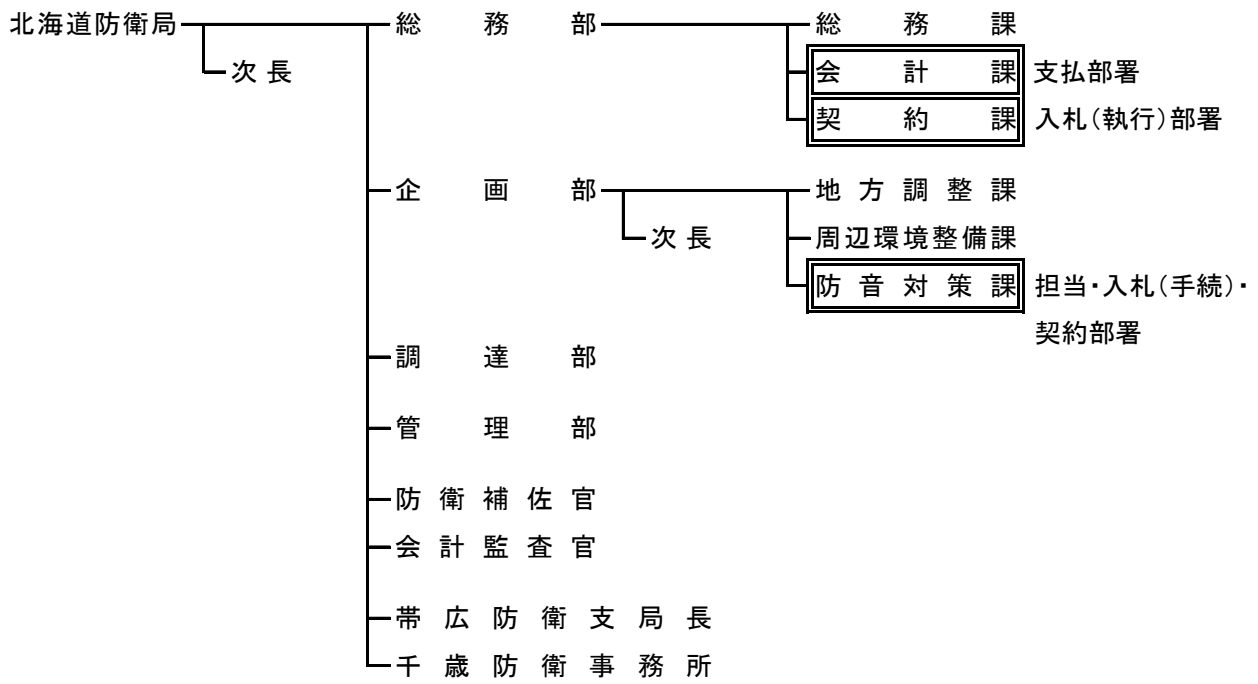 北海道防衛局 総務部 総務課
次長 会計課 支払部署
契約課 入札(執行)部署
企画部 地方調整課
次長 周辺環境整備課
防音対策課 担当・入札(手続)・
契約部署
調達部
管理部
防衛補佐官
会計監査官
帯広防衛支局長
千歳防衛事務所